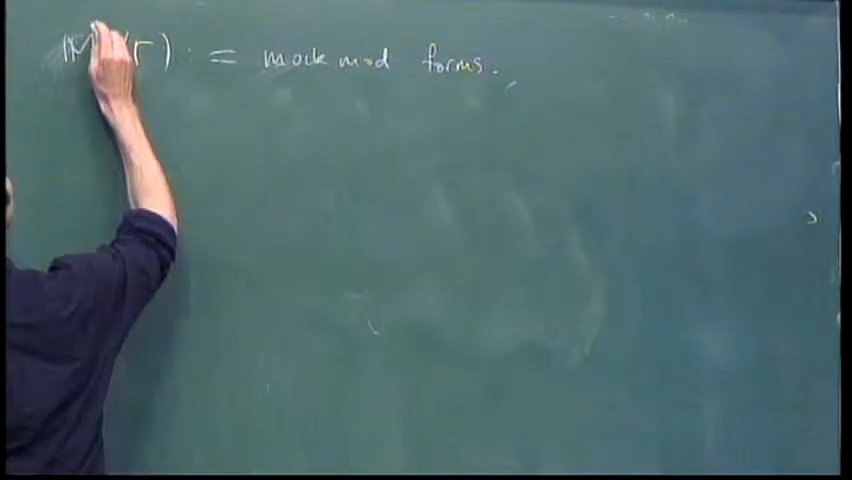 M(Γ) := mock mod forms.